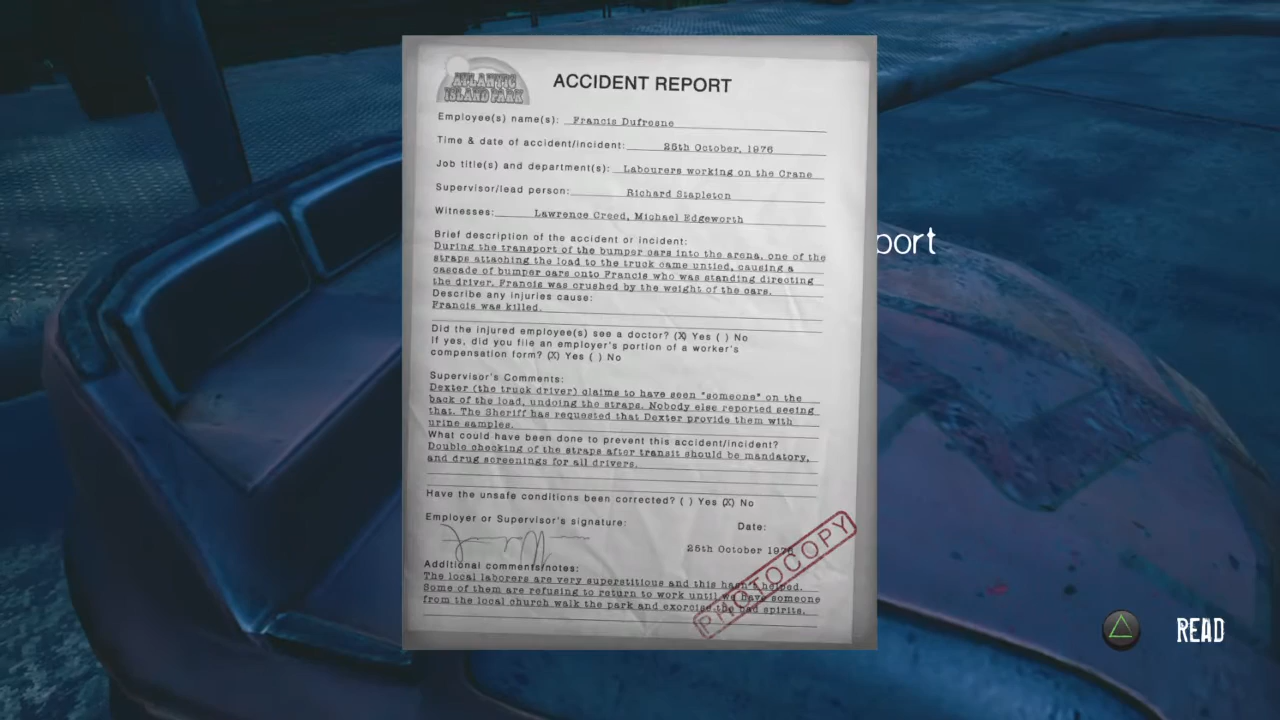 ATLANTIC
ISLAND PARK
ACCIDENT REPORT
Employee(s) name(s): Francis Dufresne
Time & date of accident/incident: 25th October, 1976
Job title(s) and department(s): Labourers working on the Crane
Supervisor/lead person: Richard Stapleton
Witnesses: Lawrence Creed, Michael Edgeworth
Brief description of the accident or incident:
During the transport of the bumper cars into the arena, one of the
straps attaching the load to the truck came untied, causing a
cascade of bumper cars onto Francis who was standing directing
the driver. Francis was crushed by the weight of the cars.
Describe any injuries cause:
Francis was killed.
Did the injured employee(s) see a doctor? (X) Yes ( ) No
If yes, did you file an employer's portion of a worker's
compensation form? (X) Yes ( ) No
Supervisor's Comments:
Dexter (the truck driver) claims to have seen "someone" on the
back of the load, undoing the straps. Nobody else reported seeing
that. The Sheriff has requested that Dexter provide them with
urine samples.
What could have been done to prevent this accident/incident?
Double checking of the straps after transit should be mandatory,
and drug screenings for all drivers.
Have the unsafe conditions been corrected? ( ) Yes (X) No
Employer or Supervisor's signature:
Date:
25th October 1976
Additional comments/notes:
The local laborers are very superstitious and this hasn't helped.
Some of them are refusing to return to work until we have someone
from the local church walk the park and exorcise the bad spirits.
PHOTOCOPY
port
READ